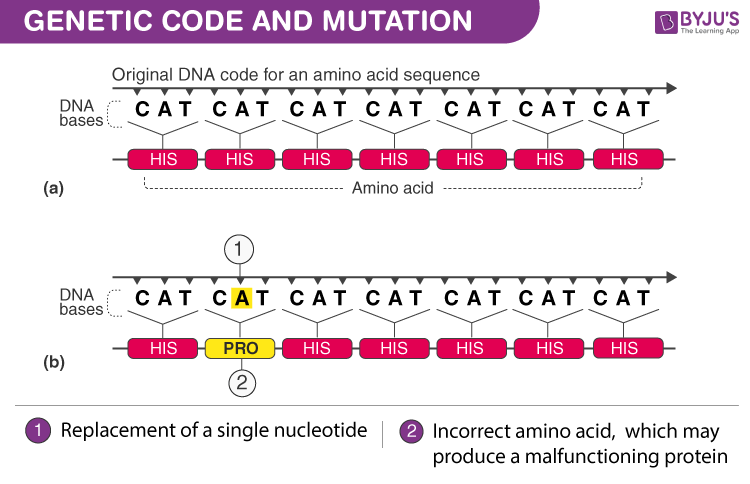 GENETIC CODE AND MUTATION
BYJU'S
The Learning App
Original DNA code for an amino acid sequence
DNA bases
C A T C A T C A T C A T C A T C A T C A T
HIS HIS HIS HIS HIS HIS HIS
(a)
Amino acid
1
DNA bases
C A T C A T C A T C A T C A T C A T C A T
HIS PRO HIS HIS HIS HIS HIS
(b)
2
1 Replacement of a single nucleotide
2 Incorrect amino acid, which may
produce a malfunctioning protein